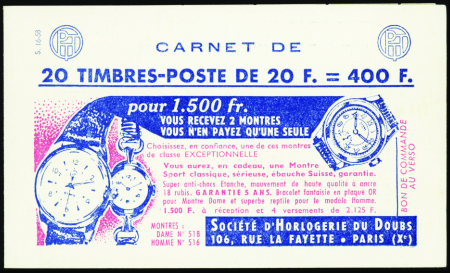 S. 16-58
PTT
CARNET DE
PTT
20 TIMBRES-POSTE DE 20 F. = 400 F.
pour 1.500 fr.
VOUS RECEVEZ 2 MONTRES
VOUS N'EN PAYEZ QU'UNE SEULE
Choisissez, en confiance, une de ces montres
de classe EXCEPTIONNELLE
Vous aurez, en cadeau, une Montre
Sport classique, sérieuse, ébauche Suisse, garantie.
Super anti-chocs Etanche, mouvement de haute qualité à ancre
18 rubis. GARANTIE 5 ANS. Bracelet fantaisie en plaqué OR
pour Montre Dame et superbe reptile pour le modèle Homme.
1.500 F. à réception et 4 versements de 2.125 F.
MONTRES :
DAME N° 518
HOMME N° 516
SOCIÉTÉ D'HORLOGERIE DU DOUBS
106, RUE LA FAYETTE • PARIS (Xe)
BON DE COMMANDE
AU VERSO